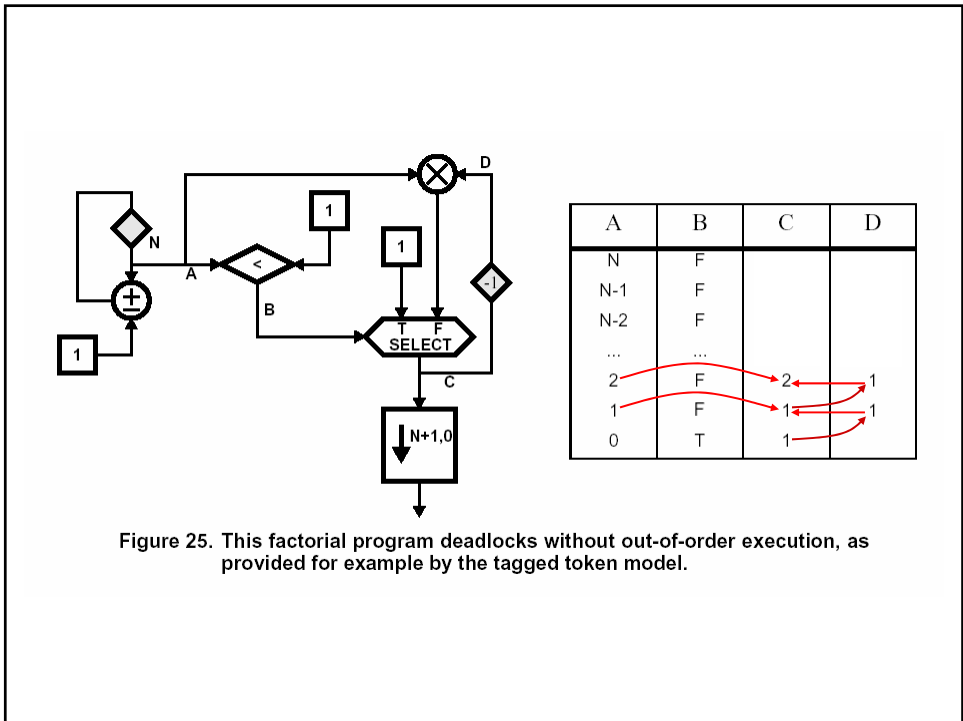 D
1
N
1
A
<
-1
B
T F
SELECT
1
C
N+1,0
A B C D
N F
N-1 F
N-2 F
... ...
2 F 2 1
1 F 1 1
0 T 1
Figure 25. This factorial program deadlocks without out-of-order execution, as
provided for example by the tagged token model.